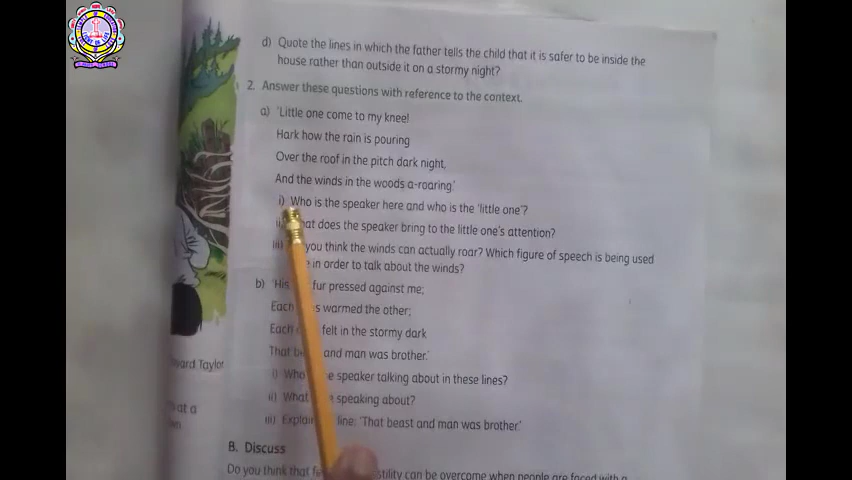 d) Quote the lines in which the father tells the child that it is safer to be inside the
house rather than outside it on a stormy night?
2. Answer these questions with reference to the context.
a) 'Little one come to my knee!
Hark how the rain is pouring
Over the roof in the pitch dark night,
And the winds in the woods a-roaring.'
i) Who is the speaker here and who is the 'little one'?
does the speaker bring to the little one's attention?
iii) you think the winds can actually roar? Which figure of speech is being used
in order to talk about the winds?
b) 'His fur pressed against me;
Each warmed the other;
Each felt in the stormy dark
That and man was brother.'
ward Taylor
i) Who speaker talking about in these lines?
ii) What speaking about?
at a
iii) Explain line: 'That beast and man was brother.'
B. Discuss
Do you think that can be overcome when people are faced with a